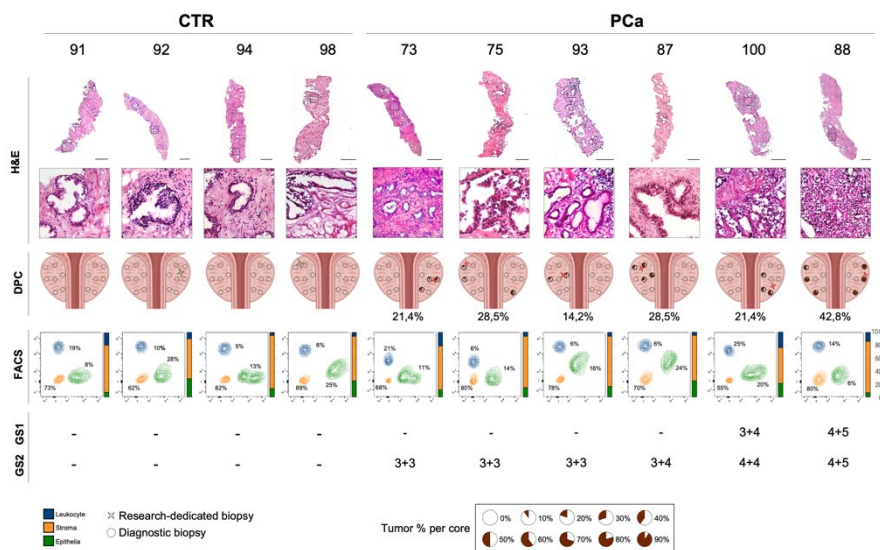 CTR PCa
91 92 94 98 73 75 93 87 100 88
H&E
DPC
21,4% 28,5% 14,2% 28,5% 21,4% 42,8%
FACS
19% 8% 73%
10% 28% 62%
5% 13% 82%
6% 25% 69%
21% 11% 68%
6% 14% 80%
6% 16% 78%
6% 24% 70%
25% 20% 55%
14% 6% 80%
80
60
40
20
0
GS1 - - - - - - - - 3+4 4+5
GS2 - - - - 3+3 3+3 3+3 3+4 4+4 4+5
Leukocyte
Stroma
Epithelia
Research-dedicated biopsy
Diagnostic biopsy
Tumor % per core
0% 10% 20% 30% 40%
50% 60% 70% 80% 90%